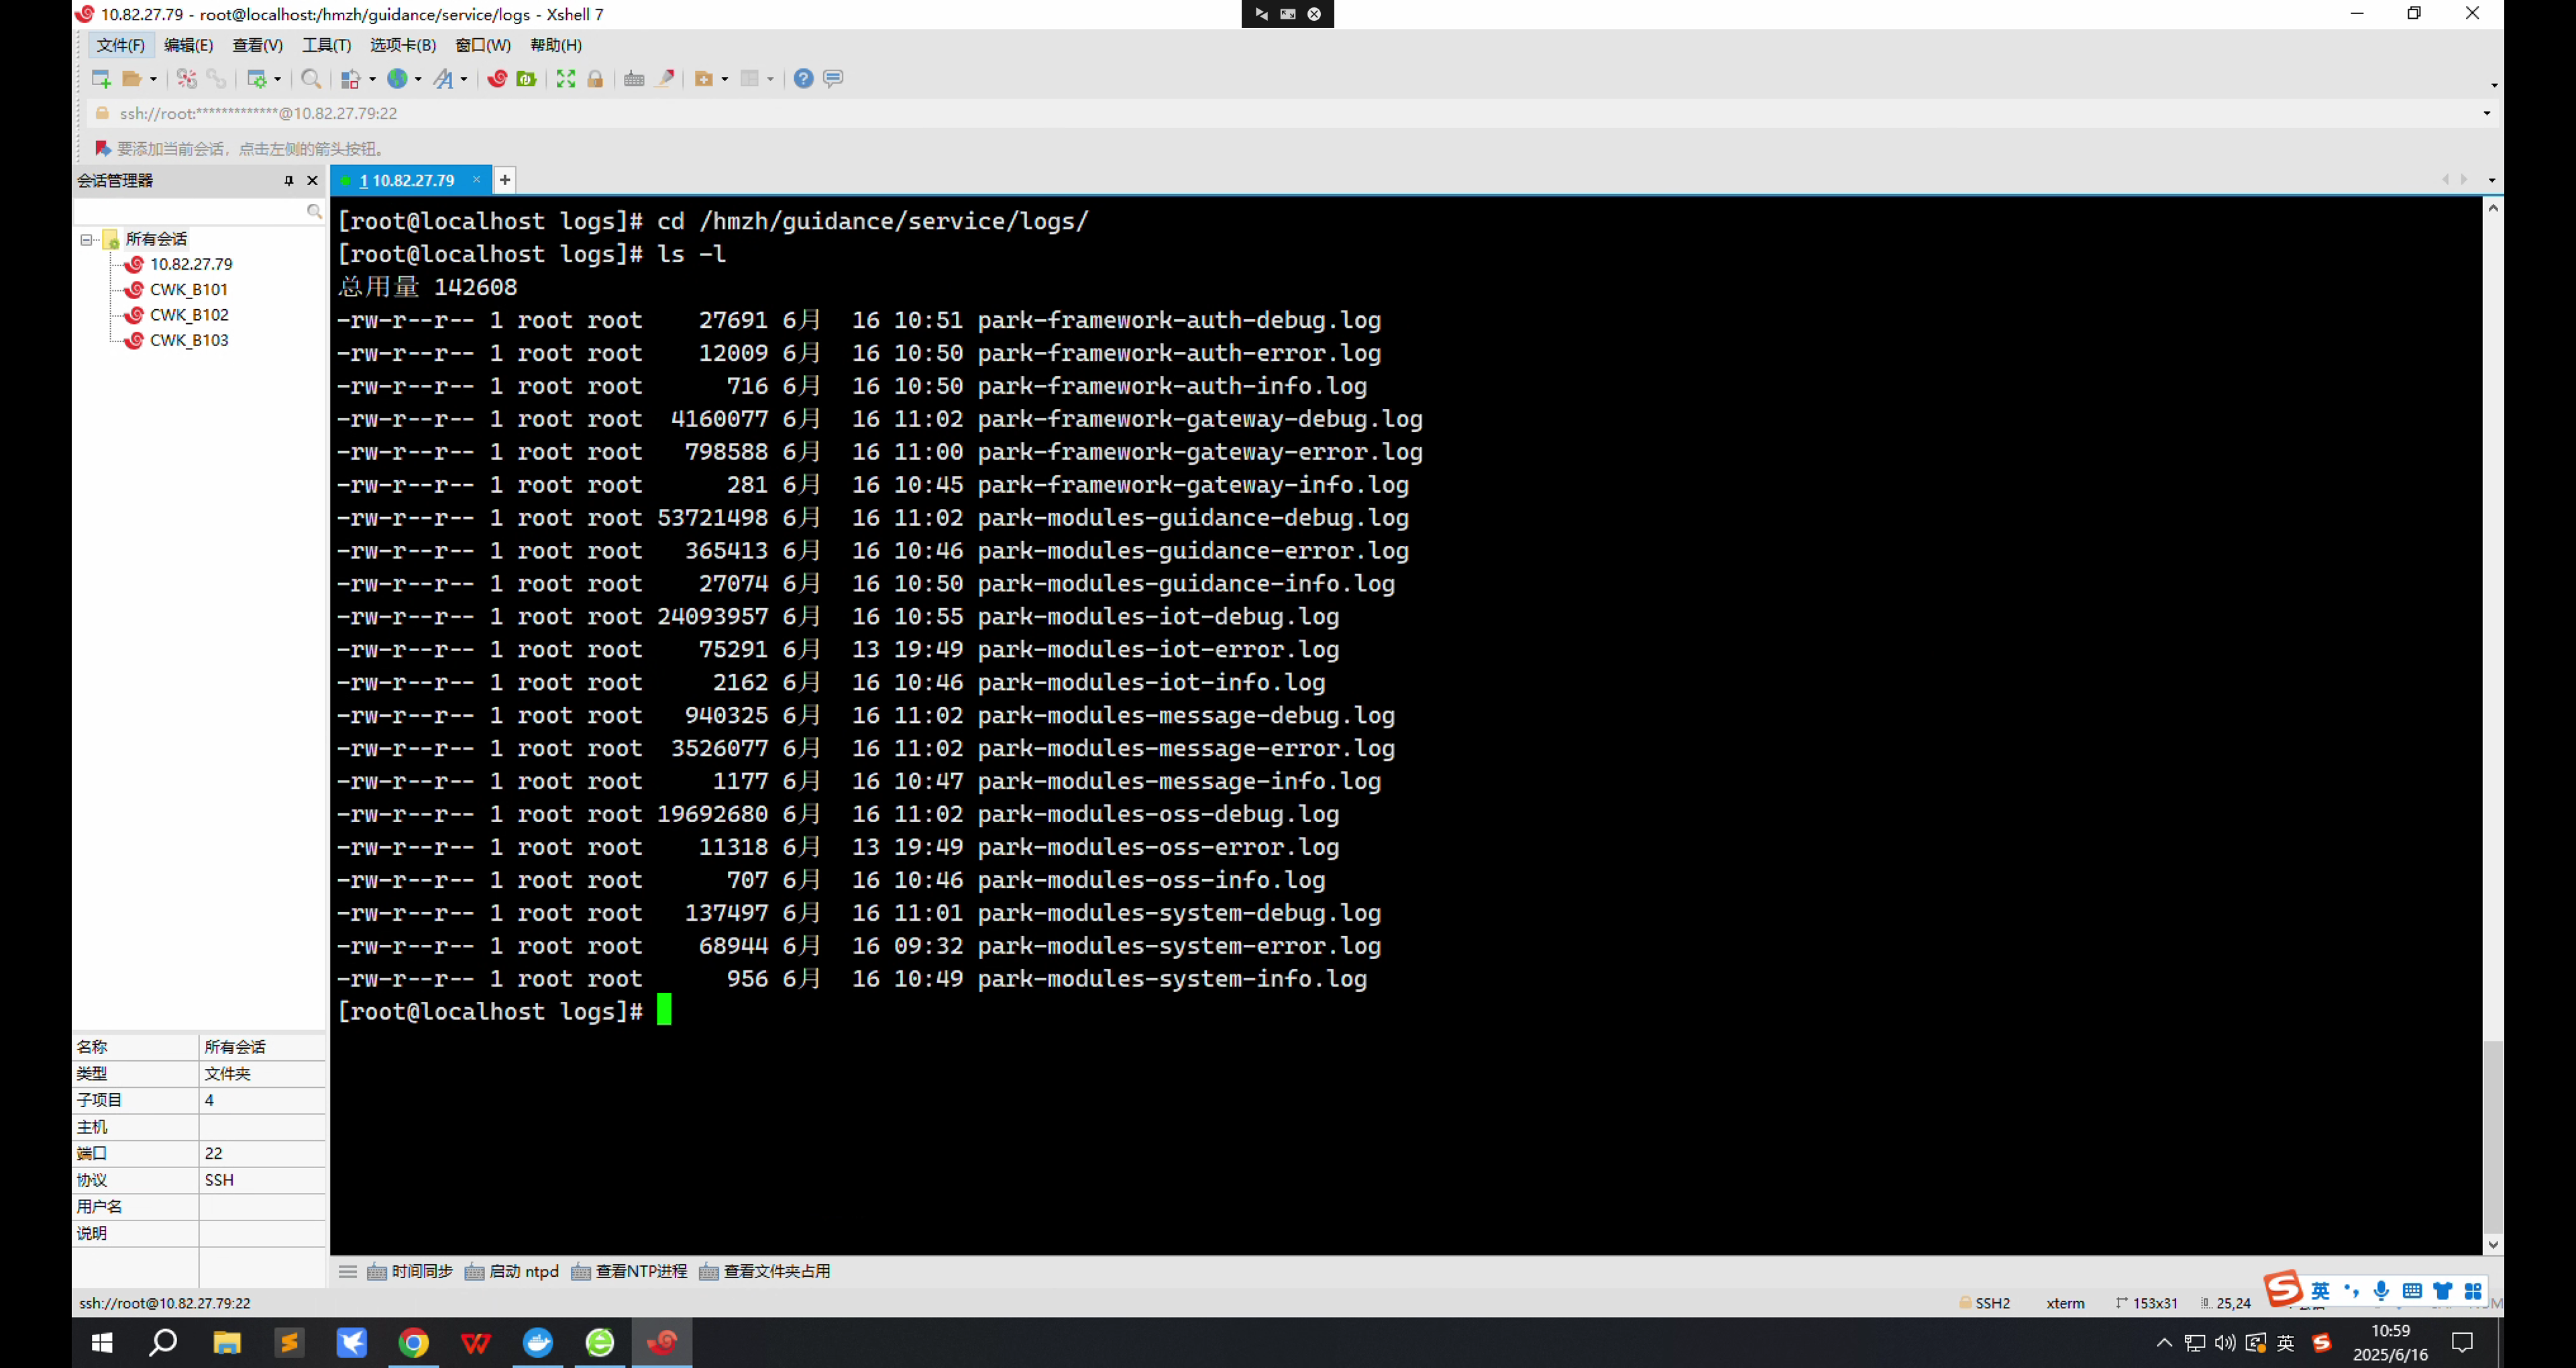 10.82.27.79 - root@localhost:/hmzh/guidance/service/logs - Xshell 7
文件(F) 编辑(E) 查看(V) 工具(T) 选项卡(B) 窗口(W) 帮助(H)
ssh://root:*************@10.82.27.79:22
要添加当前会话，点击左侧的箭头按钮。
会话管理器
1 10.82.27.79
所有会话
10.82.27.79
CWK_B101
CWK_B102
CWK_B103
[root@localhost logs]# cd /hmzh/guidance/service/logs/
[root@localhost logs]# ls -l
总用量 142608
-rw-r--r-- 1 root root    27691 6月  16 10:51 park-framework-auth-debug.log
-rw-r--r-- 1 root root    12009 6月  16 10:50 park-framework-auth-error.log
-rw-r--r-- 1 root root      716 6月  16 10:50 park-framework-auth-info.log
-rw-r--r-- 1 root root  4160077 6月  16 11:02 park-framework-gateway-debug.log
-rw-r--r-- 1 root root   798588 6月  16 11:00 park-framework-gateway-error.log
-rw-r--r-- 1 root root      281 6月  16 10:45 park-framework-gateway-info.log
-rw-r--r-- 1 root root 53721498 6月  16 11:02 park-modules-guidance-debug.log
-rw-r--r-- 1 root root   365413 6月  16 10:46 park-modules-guidance-error.log
-rw-r--r-- 1 root root    27074 6月  16 10:50 park-modules-guidance-info.log
-rw-r--r-- 1 root root 24093957 6月  16 10:55 park-modules-iot-debug.log
-rw-r--r-- 1 root root    75291 6月  13 19:49 park-modules-iot-error.log
-rw-r--r-- 1 root root     2162 6月  16 10:46 park-modules-iot-info.log
-rw-r--r-- 1 root root   940325 6月  16 11:02 park-modules-message-debug.log
-rw-r--r-- 1 root root  3526077 6月  16 11:02 park-modules-message-error.log
-rw-r--r-- 1 root root     1177 6月  16 10:47 park-modules-message-info.log
-rw-r--r-- 1 root root 19692680 6月  16 11:02 park-modules-oss-debug.log
-rw-r--r-- 1 root root    11318 6月  13 19:49 park-modules-oss-error.log
-rw-r--r-- 1 root root      707 6月  16 10:46 park-modules-oss-info.log
-rw-r--r-- 1 root root   137497 6月  16 11:01 park-modules-system-debug.log
-rw-r--r-- 1 root root    68944 6月  16 09:32 park-modules-system-error.log
-rw-r--r-- 1 root root      956 6月  16 10:49 park-modules-system-info.log
[root@localhost logs]#
名称 所有会话
类型 文件夹
子项目 4
主机
端口 22
协议 SSH
用户名
说明
时间同步 启动 ntpd 查看NTP进程 查看文件夹占用
ssh://root@10.82.27.79:22 SSH2 xterm 153x31 25,24
英
英
10:59
2025/6/16